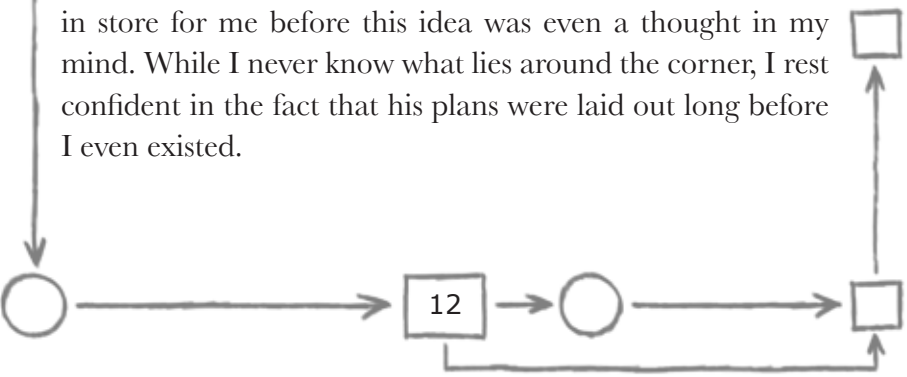 in store for me before this idea was even a thought in my
mind. While I never know what lies around the corner, I rest
confident in the fact that his plans were laid out long before
I even existed.
12